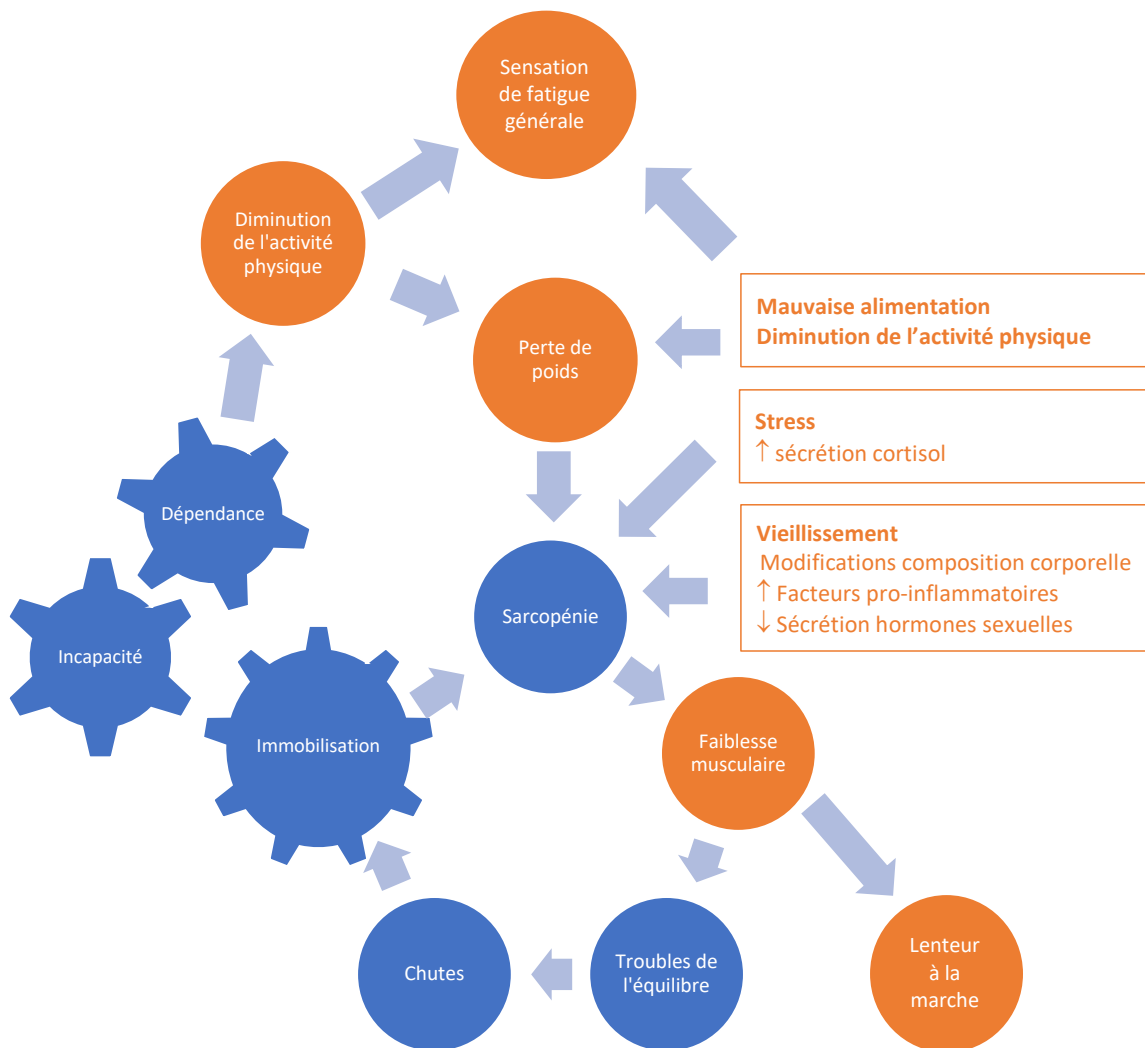 Sensation
de fatigue
générale
Diminution
de l'activité
physique
Mauvaise alimentation
Diminution de l’activité physique
Perte de
poids
Stress
↑ sécrétion cortisol
Dépendance
Vieillissement
Modifications composition corporelle
↑ Facteurs pro-inflammatoires
↓ Sécrétion hormones sexuelles
Sarcopénie
Incapacité
Immobilisation
Faiblesse
musculaire
Chutes
Troubles de
l'équilibre
Lenteur
à la
marche